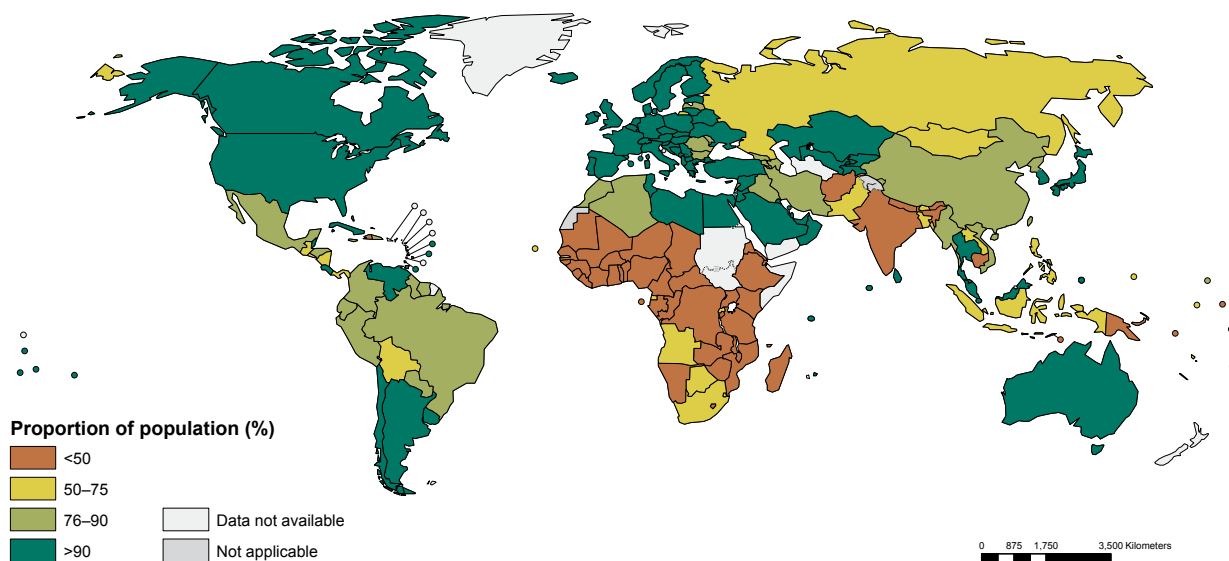 Proportion of population (%)
<50
50–75
76–90
>90
Data not available
Not applicable
0 875 1,750 3,500 Kilometers